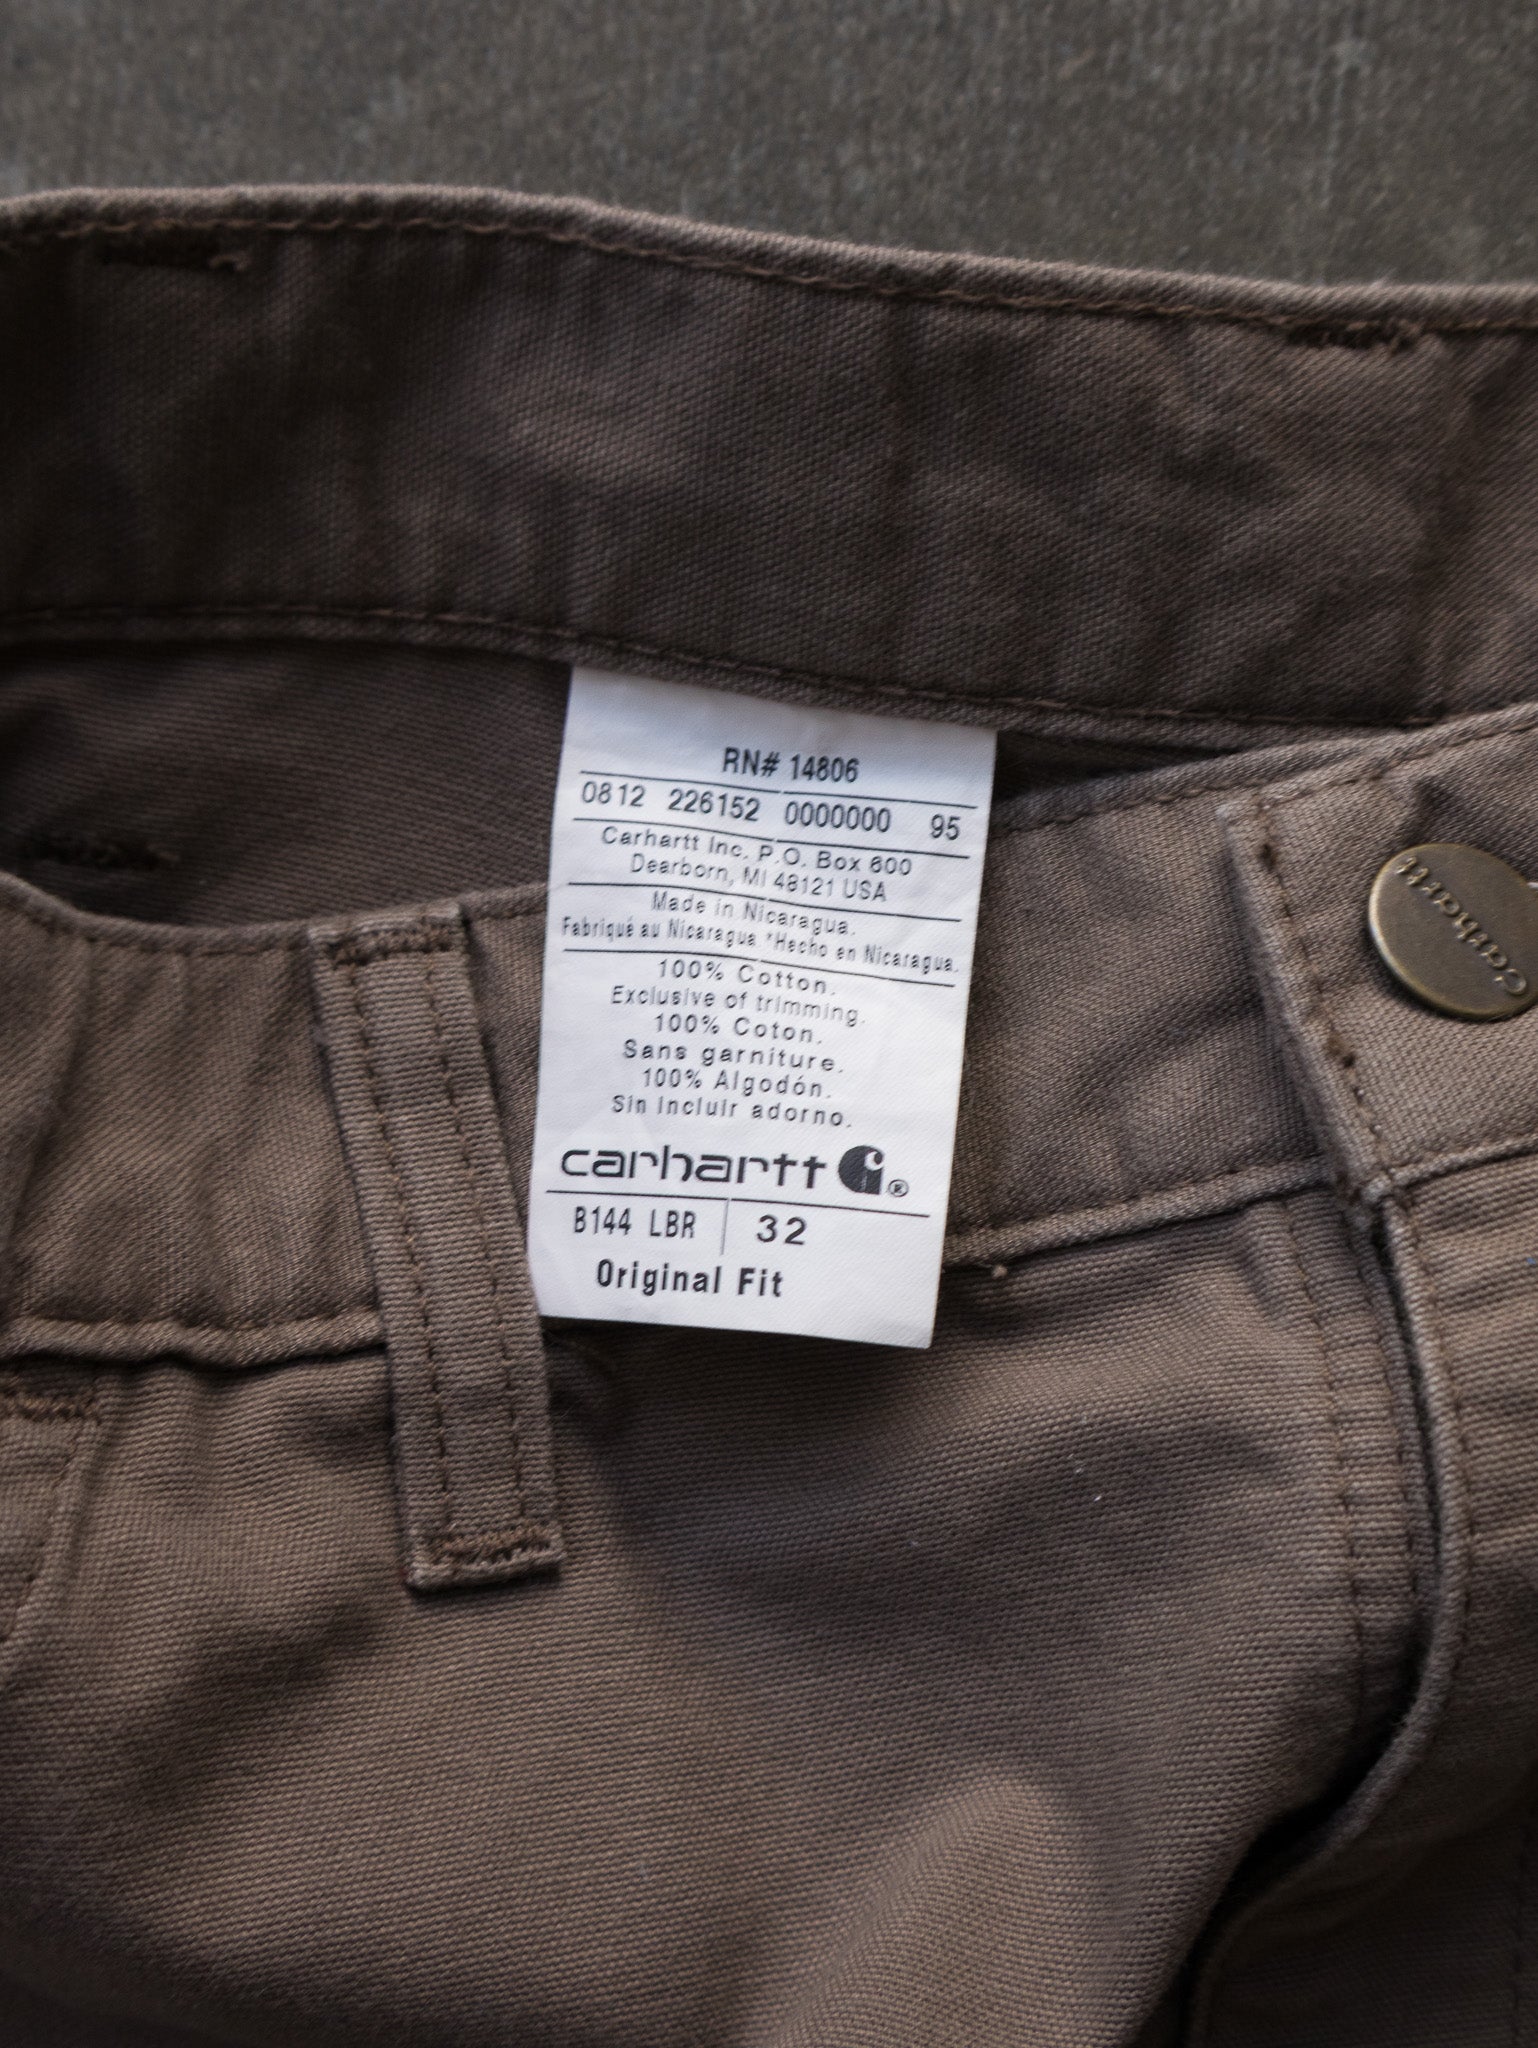 RN# 14806
0812 226152 0000000 95
Carhartt Inc. P.O. Box 600
Dearborn, MI 48121 USA
Made in Nicaragua.
Fabriqué au Nicaragua.*Hecho en Nicaragua.
100% Cotton.
Exclusive of trimming.
100% Coton.
Sans garniture.
100% Algodón.
Sin incluir adorno.
carhartt ®
B144 LBR 32
Original Fit
Carhartt